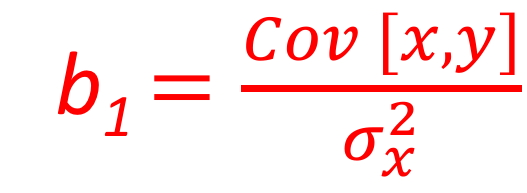 b₁ = Cov [x,y] / σₓ²